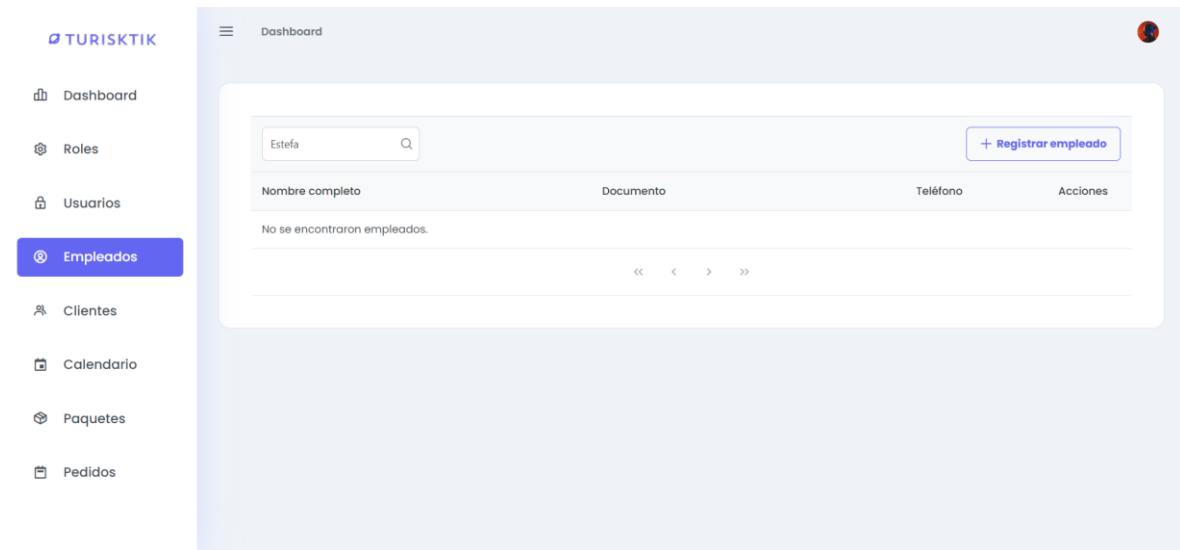 TURISKTIK
Dashboard
Roles
Usuarios
Empleados
Clientes
Calendario
Paquetes
Pedidos
Dashboard
Estefa
+ Registrar empleado
Nombre completo Documento Teléfono Acciones
No se encontraron empleados.
<< < > >>